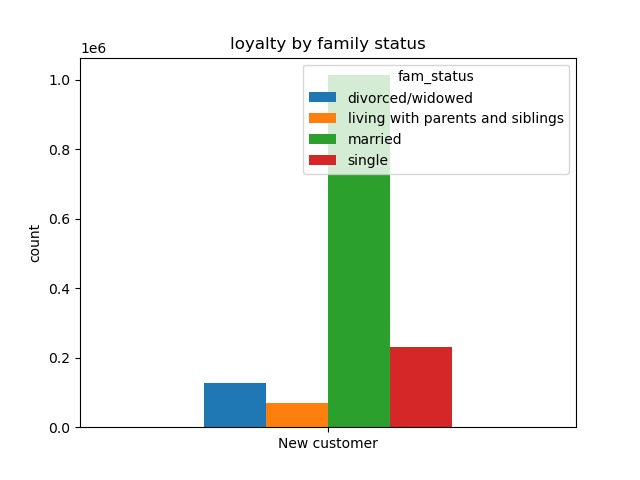 loyalty by family status
1e6
1.0
0.8
0.6
0.4
0.2
0.0
count
fam_status
divorced/widowed
living with parents and siblings
married
single
New customer